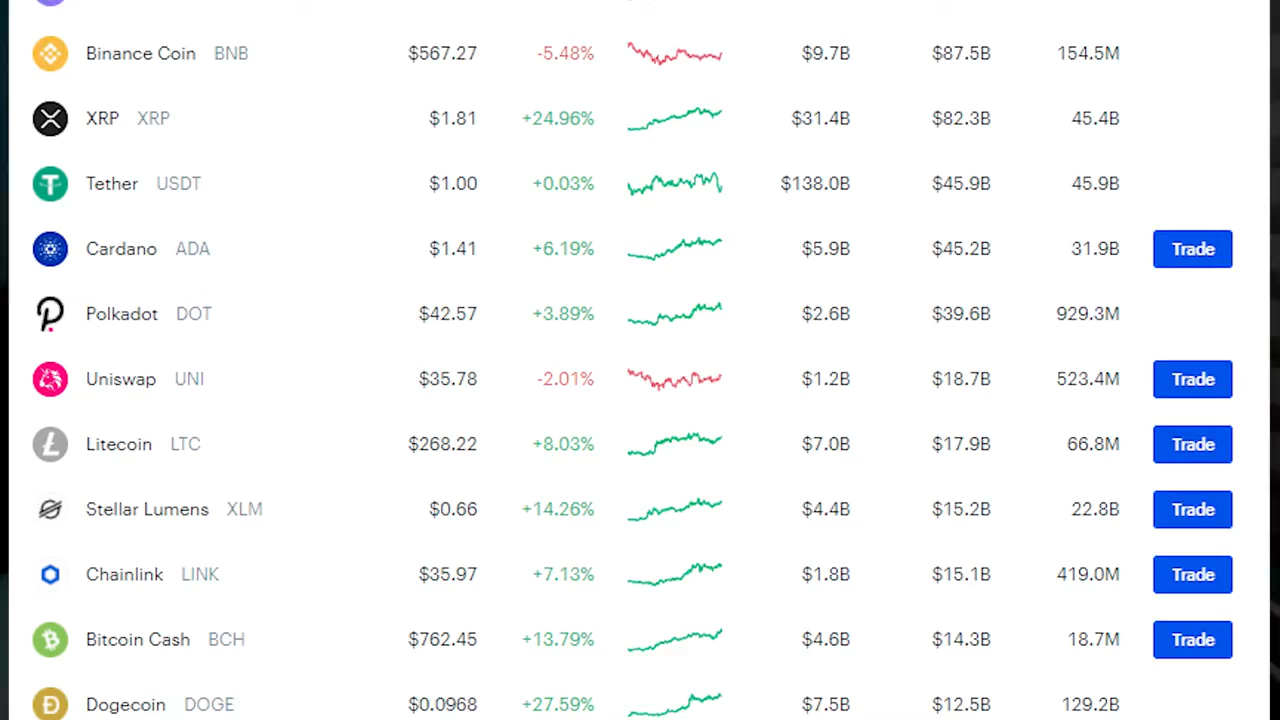 Binance Coin BNB $567.27 -5.48% $9.7B $87.5B 154.5M
XRP XRP $1.81 +24.96% $31.4B $82.3B 45.4B
Tether USDT $1.00 +0.03% $138.0B $45.9B 45.9B
Cardano ADA $1.41 +6.19% $5.9B $45.2B 31.9B Trade
Polkadot DOT $42.57 +3.89% $2.6B $39.6B 929.3M
Uniswap UNI $35.78 -2.01% $1.2B $18.7B 523.4M Trade
Litecoin LTC $268.22 +8.03% $7.0B $17.9B 66.8M Trade
Stellar Lumens XLM $0.66 +14.26% $4.4B $15.2B 22.8B Trade
Chainlink LINK $35.97 +7.13% $1.8B $15.1B 419.0M Trade
Bitcoin Cash BCH $762.45 +13.79% $4.6B $14.3B 18.7M Trade
Dogecoin DOGE $0.0968 +27.59% $7.5B $12.5B 129.2B